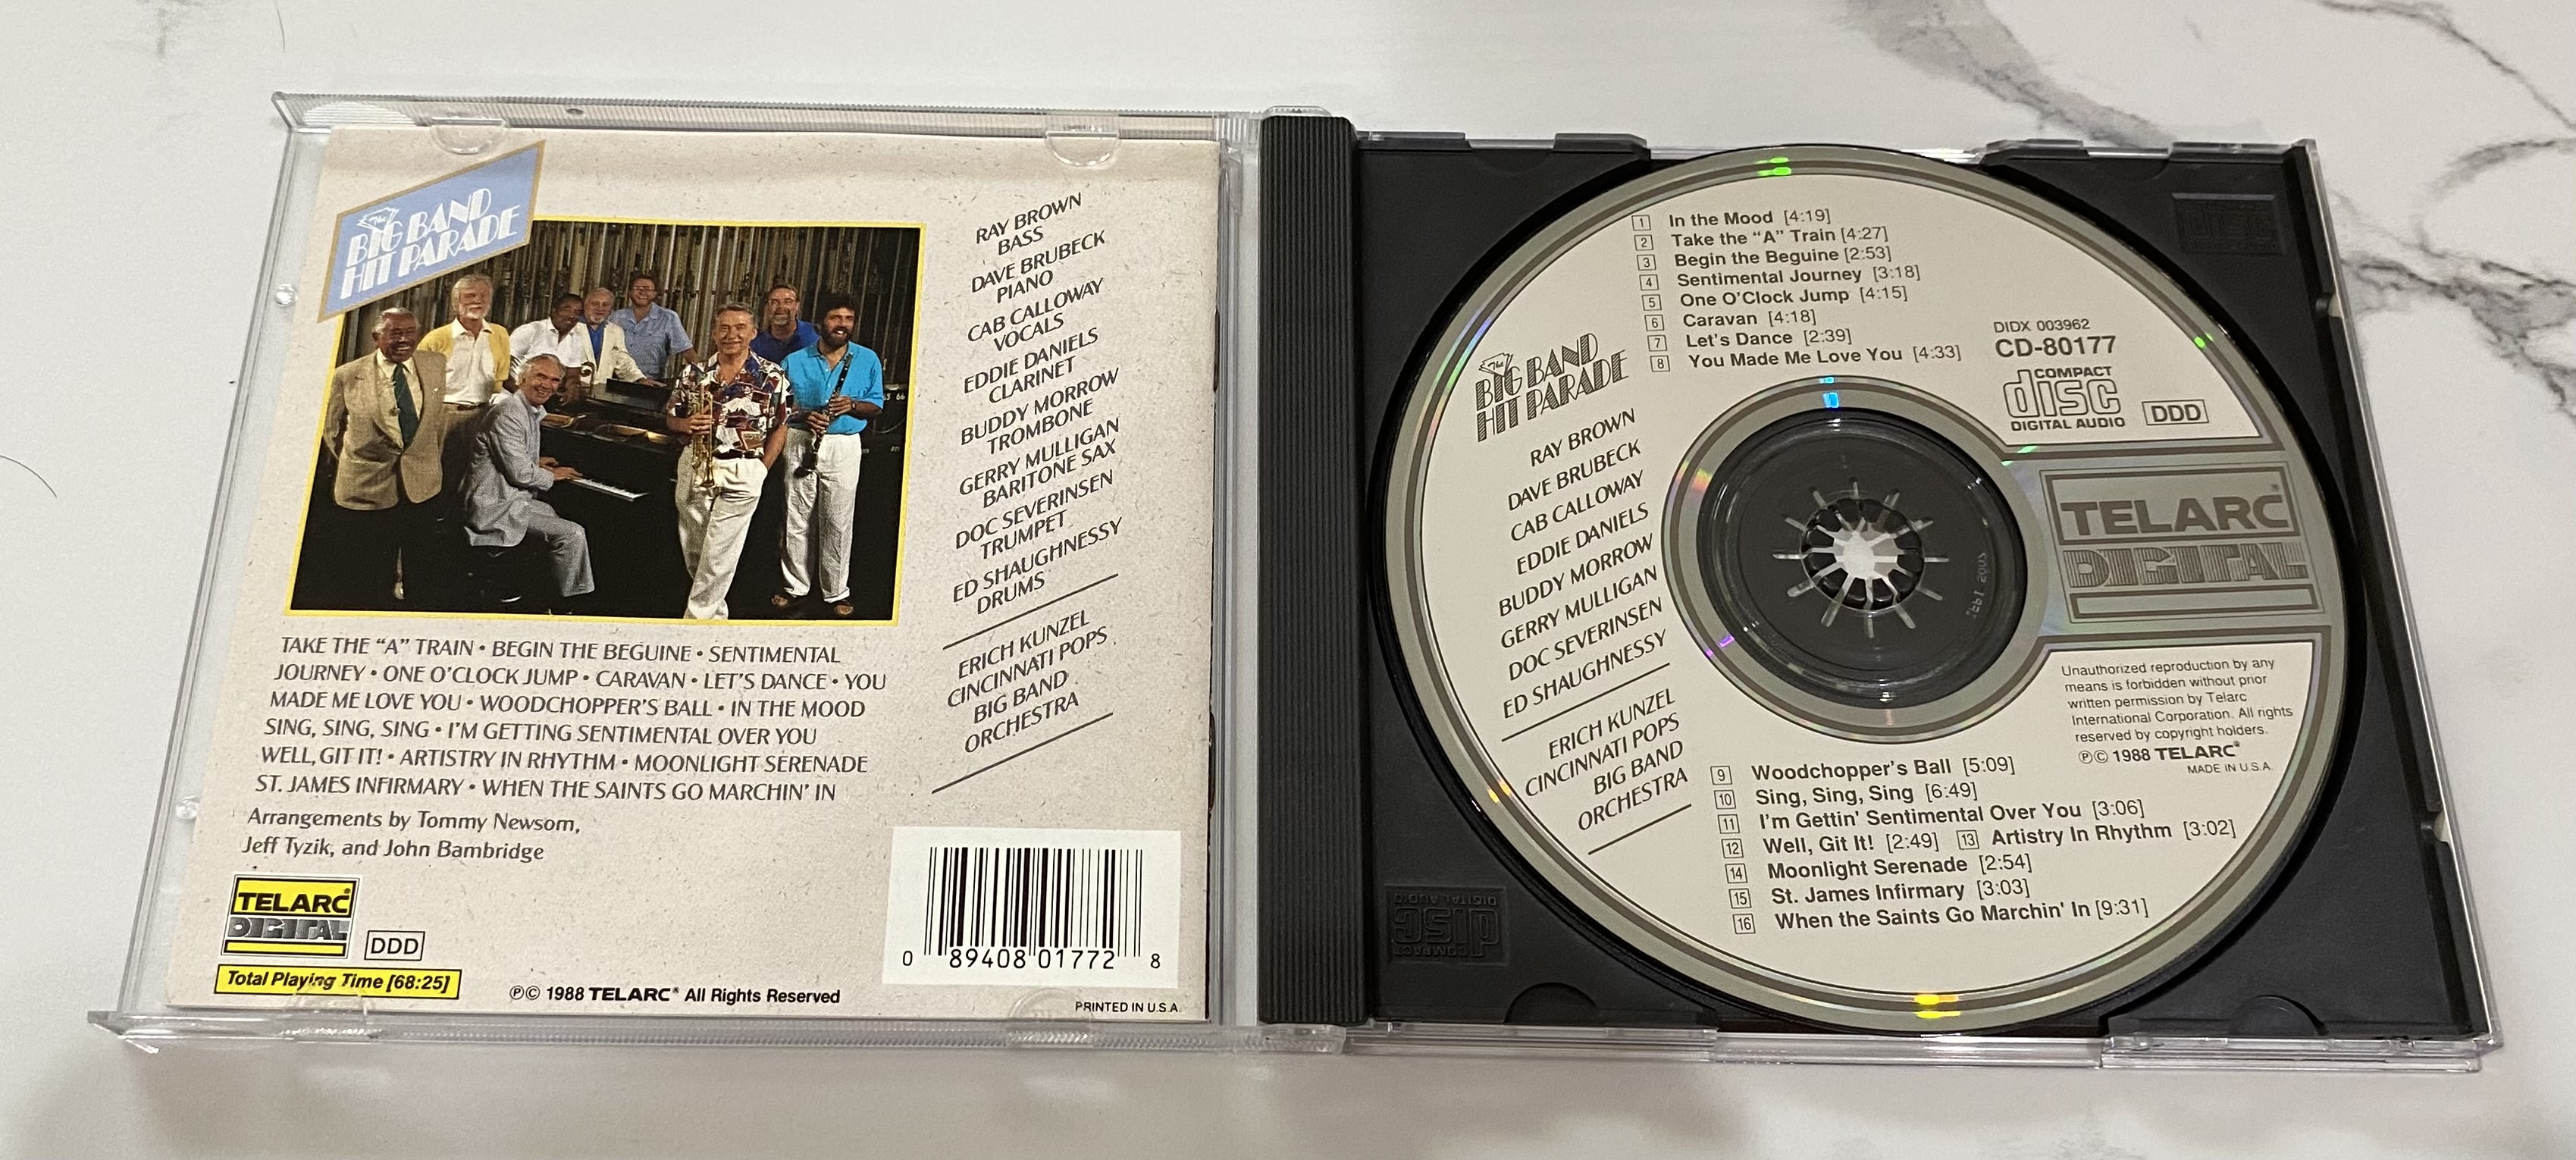 The
BIG BAND
HIT PARADE
RAY BROWN
BASS
DAVE BRUBECK
PIANO
CAB CALLOWAY
VOCALS
EDDIE DANIELS
CLARINET
BUDDY MORROW
TROMBONE
GERRY MULLIGAN
BARITONE SAX
DOC SEVERINSEN
TRUMPET
ED SHAUGHNESSY
DRUMS
ERICH KUNZEL
CINCINNATI POPS
BIG BAND
ORCHESTRA
TAKE THE “A” TRAIN • BEGIN THE BEGUINE • SENTIMENTAL
JOURNEY • ONE O'CLOCK JUMP • CARAVAN • LET'S DANCE • YOU
MADE ME LOVE YOU • WOODCHOPPER'S BALL • IN THE MOOD
SING, SING, SING • I'M GETTING SENTIMENTAL OVER YOU
WELL, GIT IT! • ARTISTRY IN RHYTHM • MOONLIGHT SERENADE
ST. JAMES INFIRMARY • WHEN THE SAINTS GO MARCHIN' IN
Arrangements by Tommy Newsom,
Jeff Tyzik, and John Bambridge
TELARC®
DIGITAL
DDD
Total Playing Time [68:25]
℗© 1988 TELARC® All Rights Reserved
0 89408 01772 8
PRINTED IN U.S.A.
1 In the Mood [4:19]
2 Take the “A” Train [4:27]
3 Begin the Beguine [2:53]
4 Sentimental Journey [3:18]
5 One O'Clock Jump [4:15]
6 Caravan [4:18]
7 Let's Dance [2:39]
8 You Made Me Love You [4:33]
DIDX 003962
CD-80177
COMPACT
disc
DIGITAL AUDIO
DDD
The
BIG BAND
HIT PARADE
RAY BROWN
DAVE BRUBECK
CAB CALLOWAY
EDDIE DANIELS
BUDDY MORROW
GERRY MULLIGAN
DOC SEVERINSEN
ED SHAUGHNESSY
ERICH KUNZEL
CINCINNATI POPS
BIG BAND
ORCHESTRA
TELARC®
DIGITAL
Unauthorized reproduction by any
means is forbidden without prior
written permission by Telarc
International Corporation. All rights
reserved by copyright holders.
℗© 1988 TELARC®
MADE IN U.S.A.
9 Woodchopper's Ball [5:09]
10 Sing, Sing, Sing [6:49]
11 I'm Gettin' Sentimental Over You [3:06]
12 Well, Git It! [2:49] 13 Artistry In Rhythm [3:02]
14 Moonlight Serenade [2:54]
15 St. James Infirmary [3:03]
16 When the Saints Go Marchin' In [9:31]
COMPACT
disc
DIGITAL AUDIO